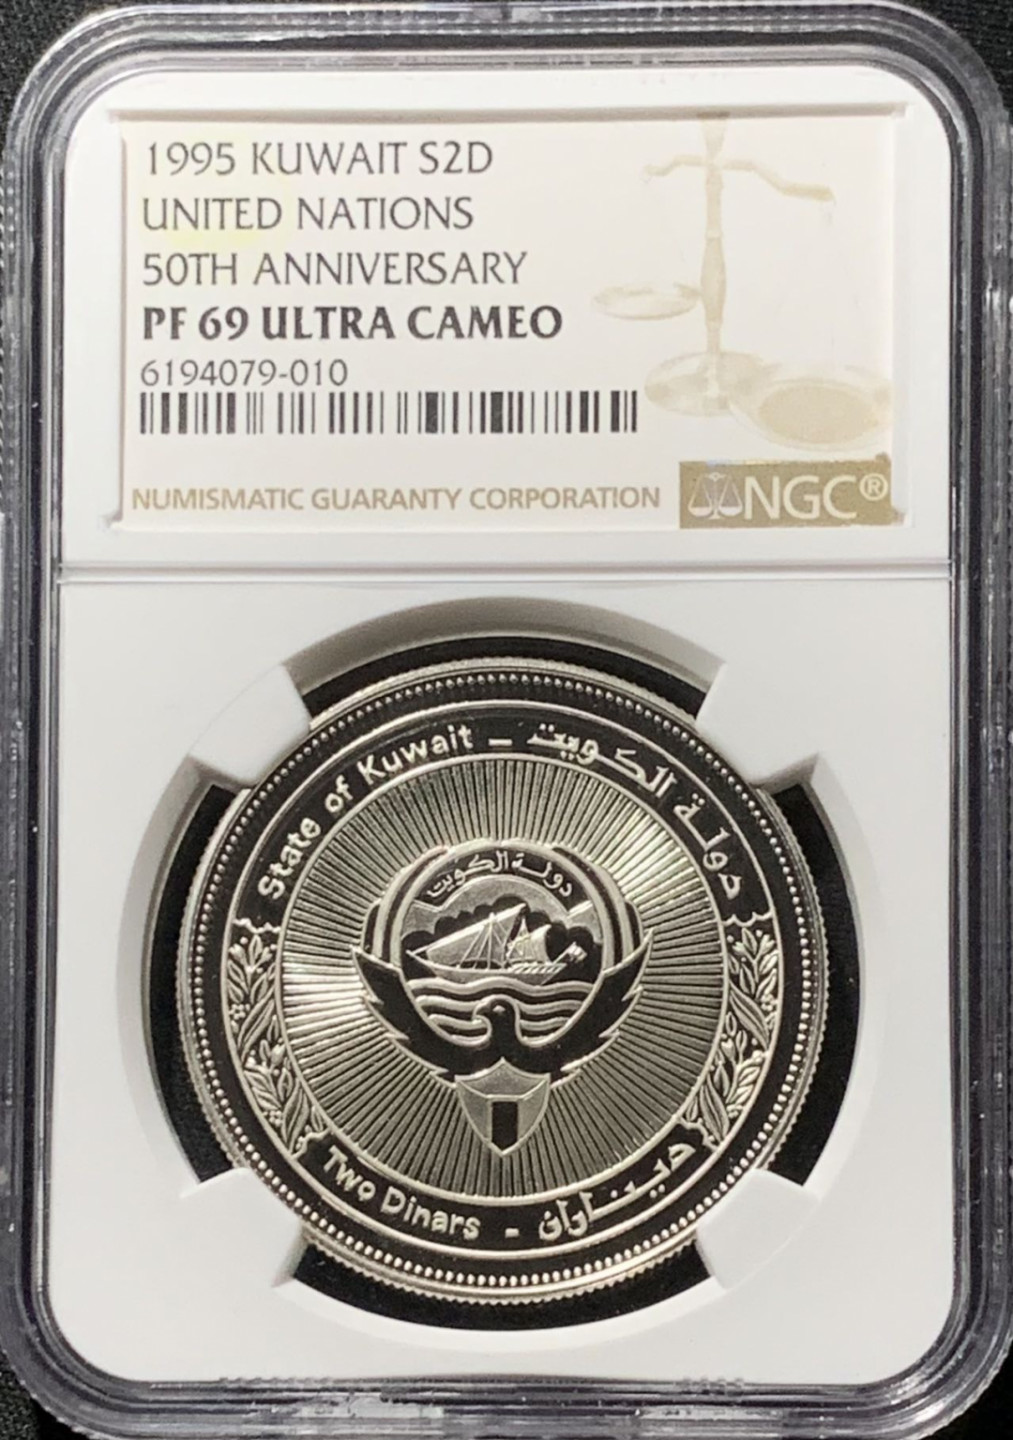 1995 KUWAIT S2D
UNITED NATIONS
50TH ANNIVERSARY
PF 69 ULTRA CAMEO
6194079-010
NUMISMATIC GUARANTY CORPORATION
NGC®
State of Kuwait – دولة الكويت
دولة الكويت
Two Dinars - ديناران